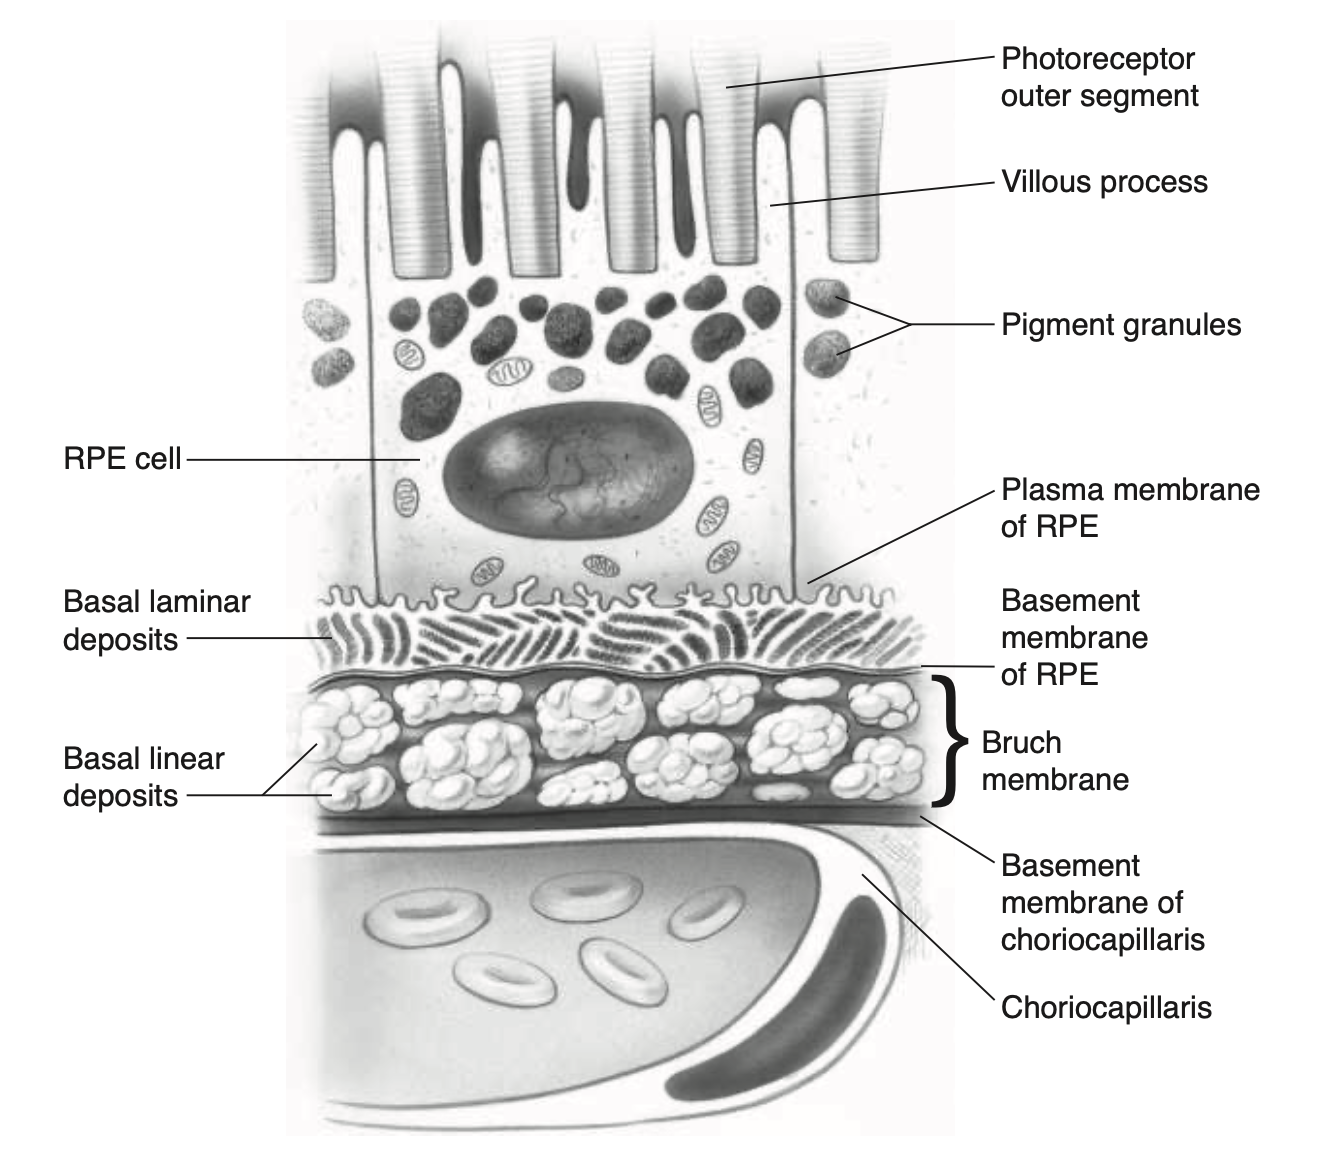 Photoreceptor
outer segment
Villous process
Pigment granules
RPE cell
Plasma membrane
of RPE
Basal laminar
deposits
Basement
membrane
of RPE
Bruch
membrane
Basal linear
deposits
Basement
membrane of
choriocapillaris
Choriocapillaris